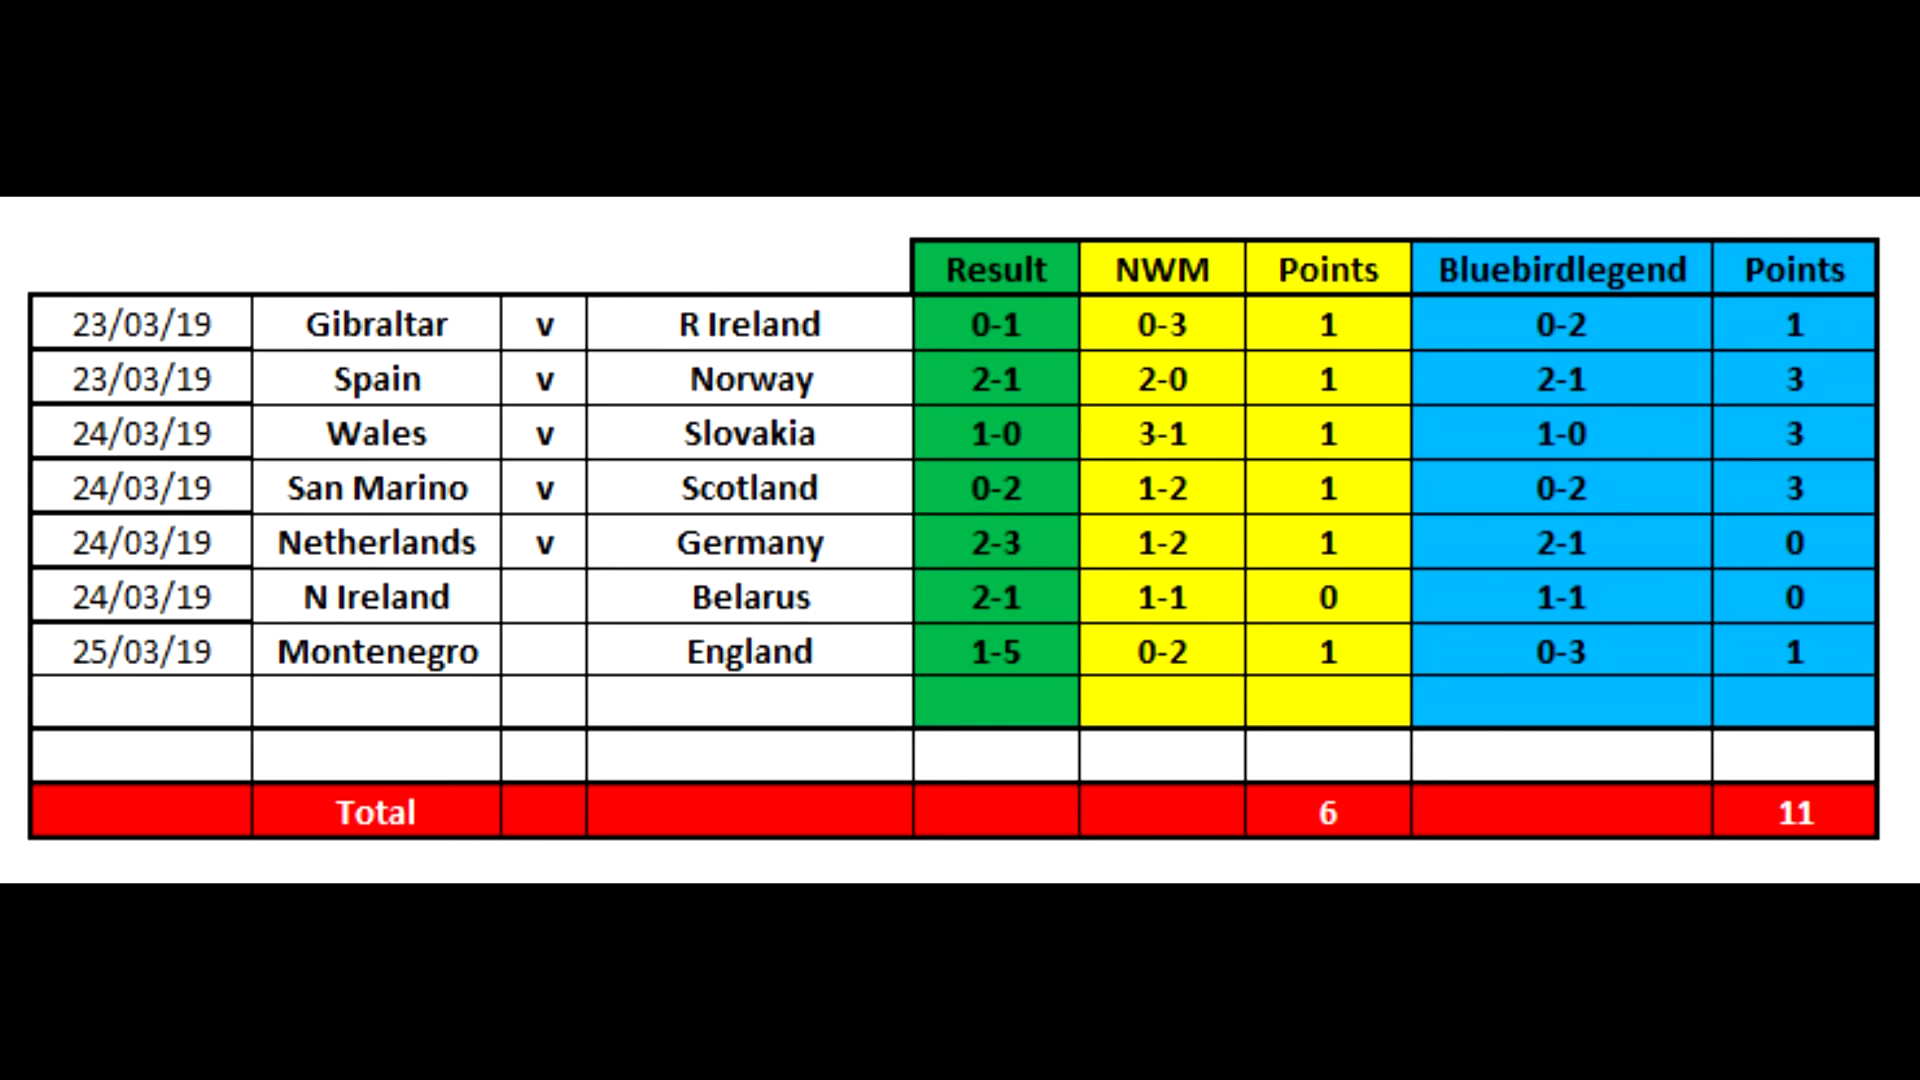 Result NWM Points Bluebirdlegend Points
23/03/19 Gibraltar v R Ireland 0-1 0-3 1 0-2 1
23/03/19 Spain v Norway 2-1 2-0 1 2-1 3
24/03/19 Wales v Slovakia 1-0 3-1 1 1-0 3
24/03/19 San Marino v Scotland 0-2 1-2 1 0-2 3
24/03/19 Netherlands v Germany 2-3 1-2 1 2-1 0
24/03/19 N Ireland Belarus 2-1 1-1 0 1-1 0
25/03/19 Montenegro England 1-5 0-2 1 0-3 1
Total 6 11